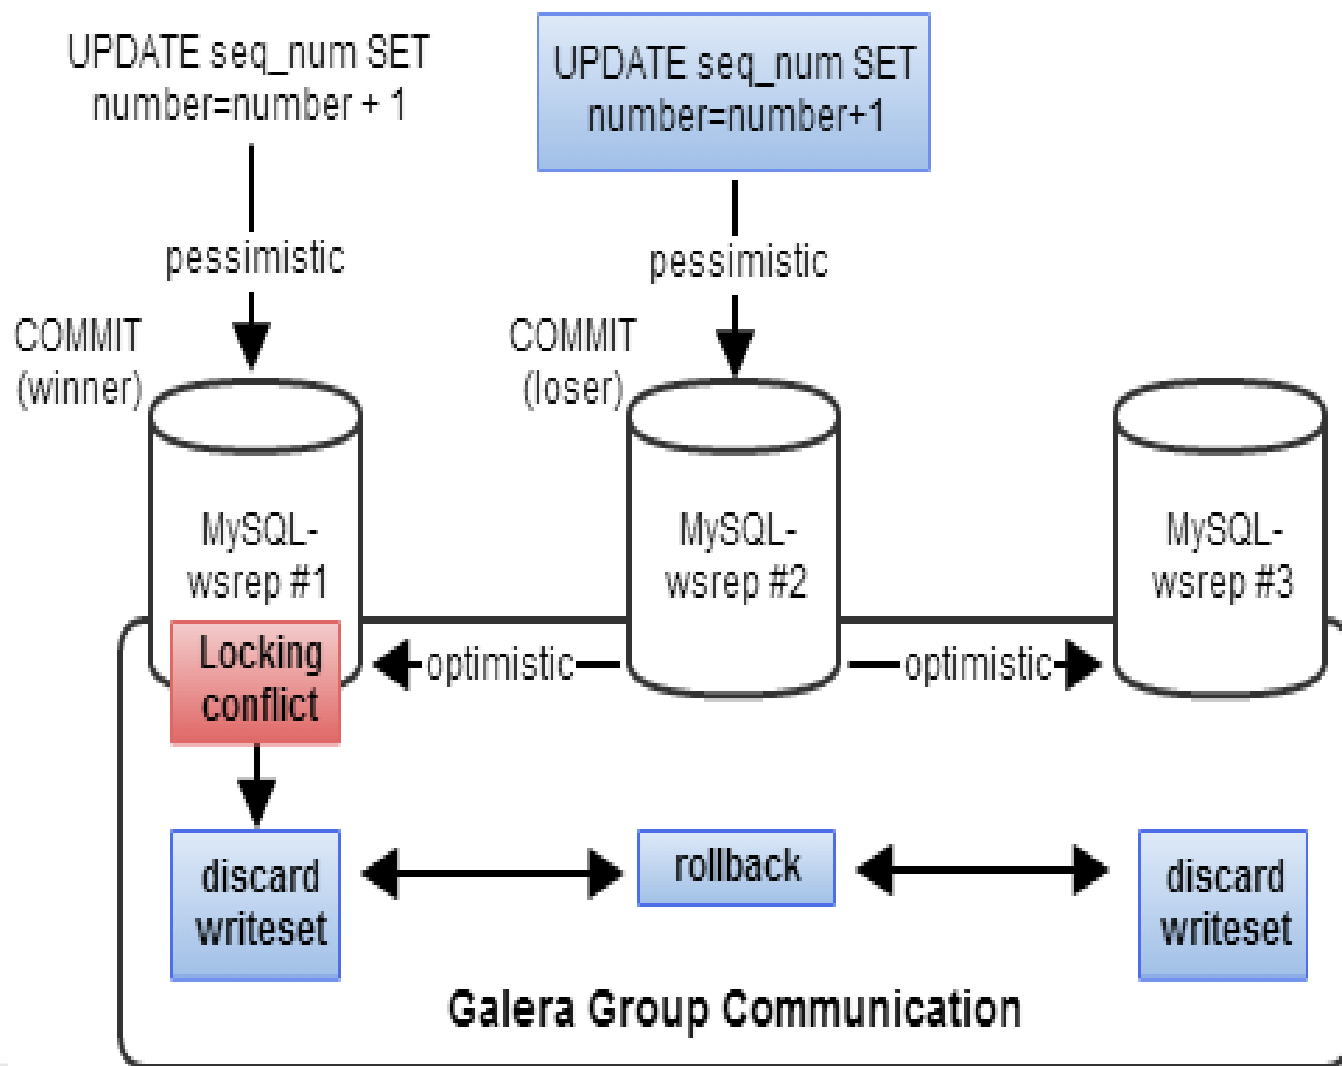 UPDATE seq_num SET
number=number + 1
UPDATE seq_num SET
number=number+1
pessimistic
pessimistic
COMMIT
(winner)
COMMIT
(loser)
MySQL-
wsrep #1
MySQL-
wsrep #2
MySQL-
wsrep #3
Locking
conflict
optimistic
optimistic
discard
writeset
rollback
discard
writeset
Galera Group Communication